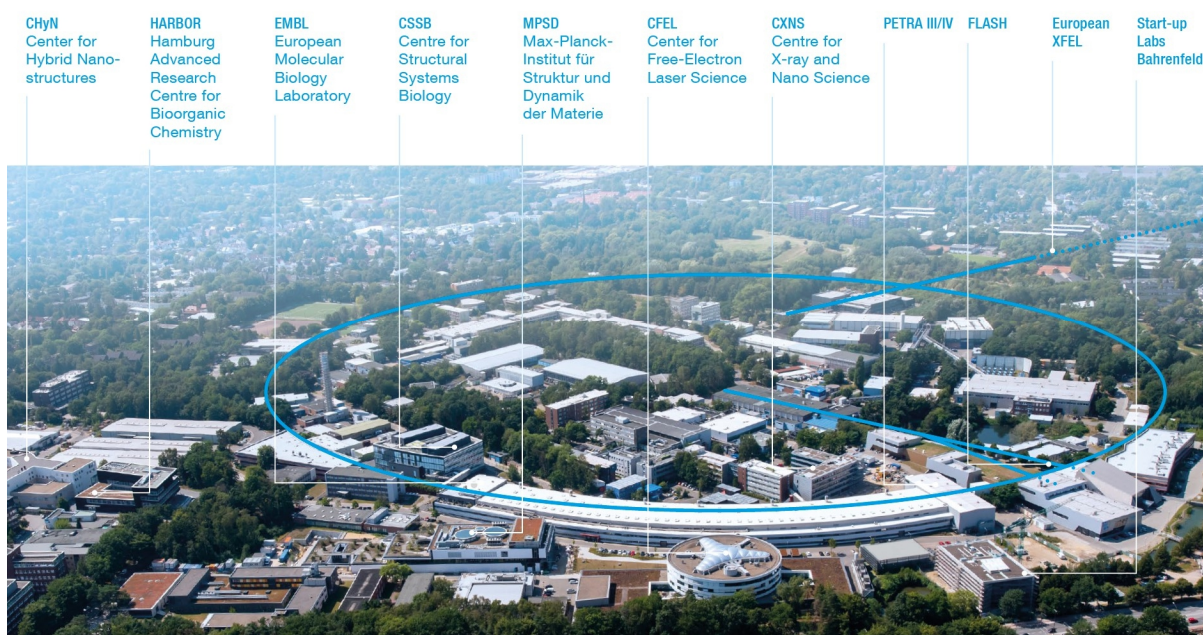 CHyN
Center for
Hybrid Nano-
structures
HARBOR
Hamburg
Advanced
Research
Centre for
Bioorganic
Chemistry
EMBL
European
Molecular
Biology
Laboratory
CSSB
Centre for
Structural
Systems
Biology
MPSD
Max-Planck-
Institut für
Struktur und
Dynamik
der Materie
CFEL
Center for
Free-Electron
Laser Science
CXNS
Centre for
X-ray and
Nano Science
PETRA III/IV
FLASH
European
XFEL
Start-up
Labs
Bahrenfeld